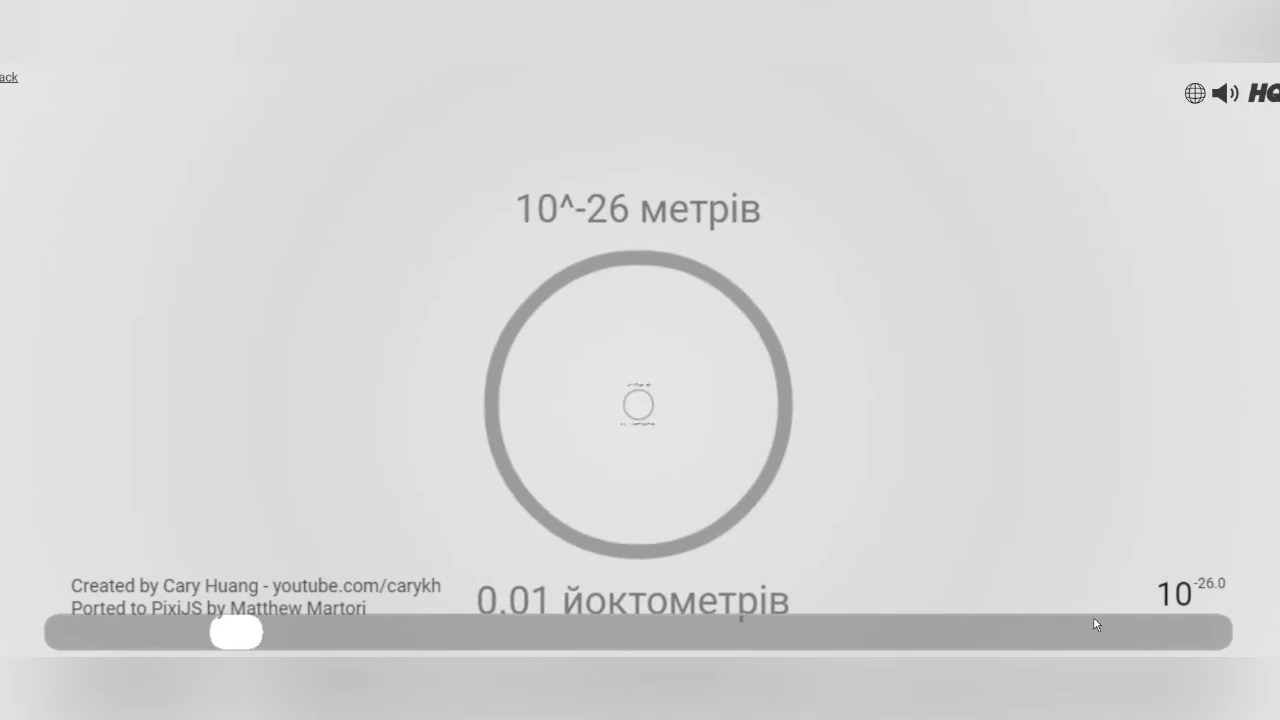 ack
HQ
10^-26 метрів
Created by Cary Huang - youtube.com/carykh
Ported to PixiJS by Matthew Martori
0.01 йоктометрів
10-26.0